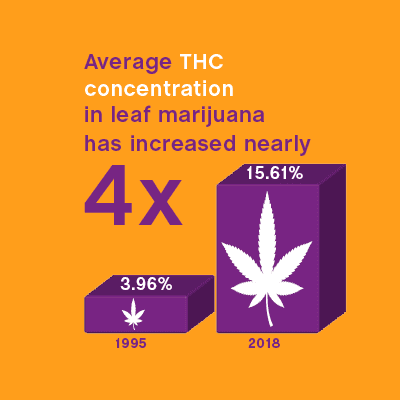 Average THC
concentration
in leaf marijuana
has increased nearly
4x
15.61%
3.96%
1995
2018